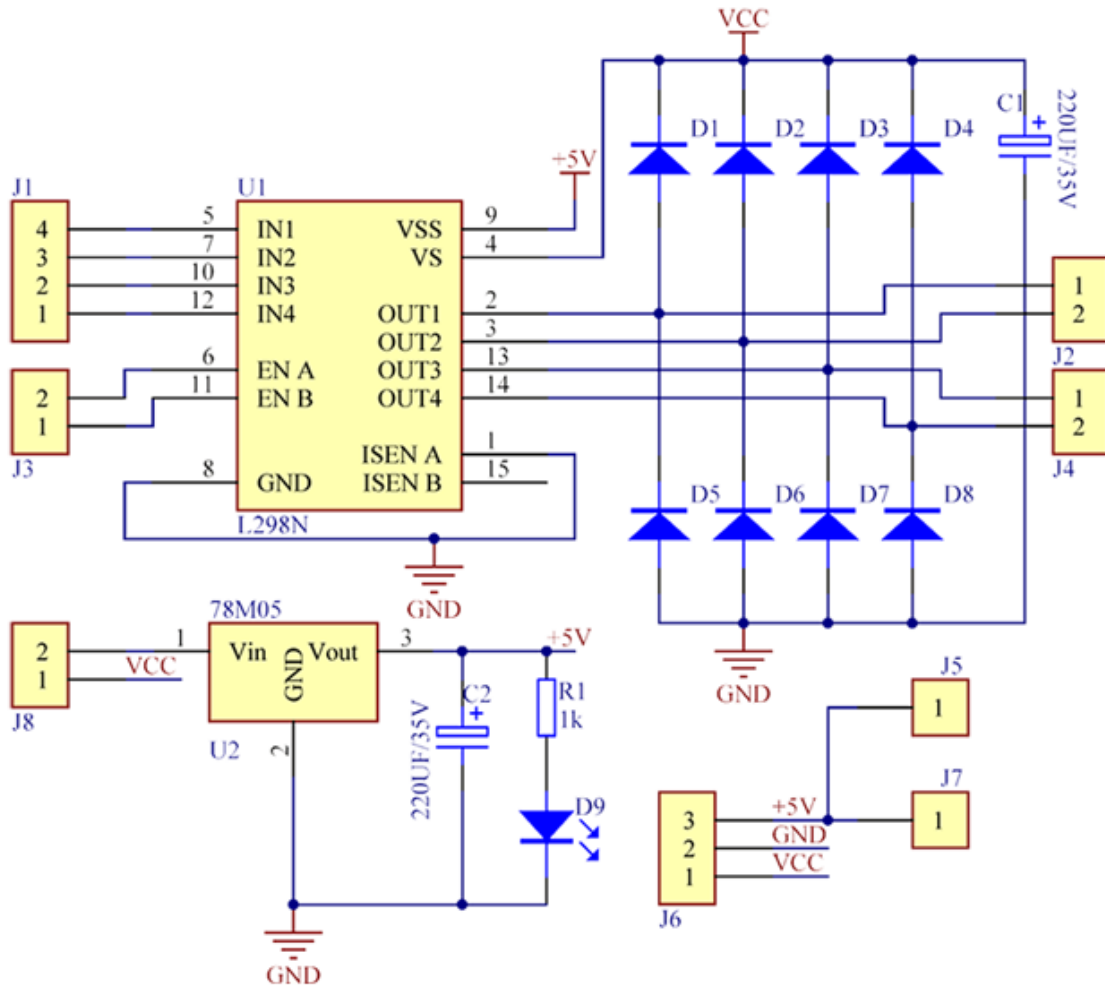 VCC
C1
220UF/35V
D1 D2 D3 D4
+5V
J1
U1
4 5 IN1 VSS 9
3 7 IN2 VS 4
2 10 IN3
1 12 IN4 OUT1 2 1
OUT2 3 2
J2
6 EN A OUT3 13
2 11 EN B OUT4 14 1
1 2
J3 J4
ISEN A 1
8 GND ISEN B 15
L298N
D5 D6 D7 D8
GND
GND
78M05
2 1 Vin GND Vout 3 +5V
1 VCC
J8
U2
2
C2
+
220UF/35V
R1
1k
D9
GND
J5
1
J7
1
3 +5V
2 GND
1 VCC
J6
+